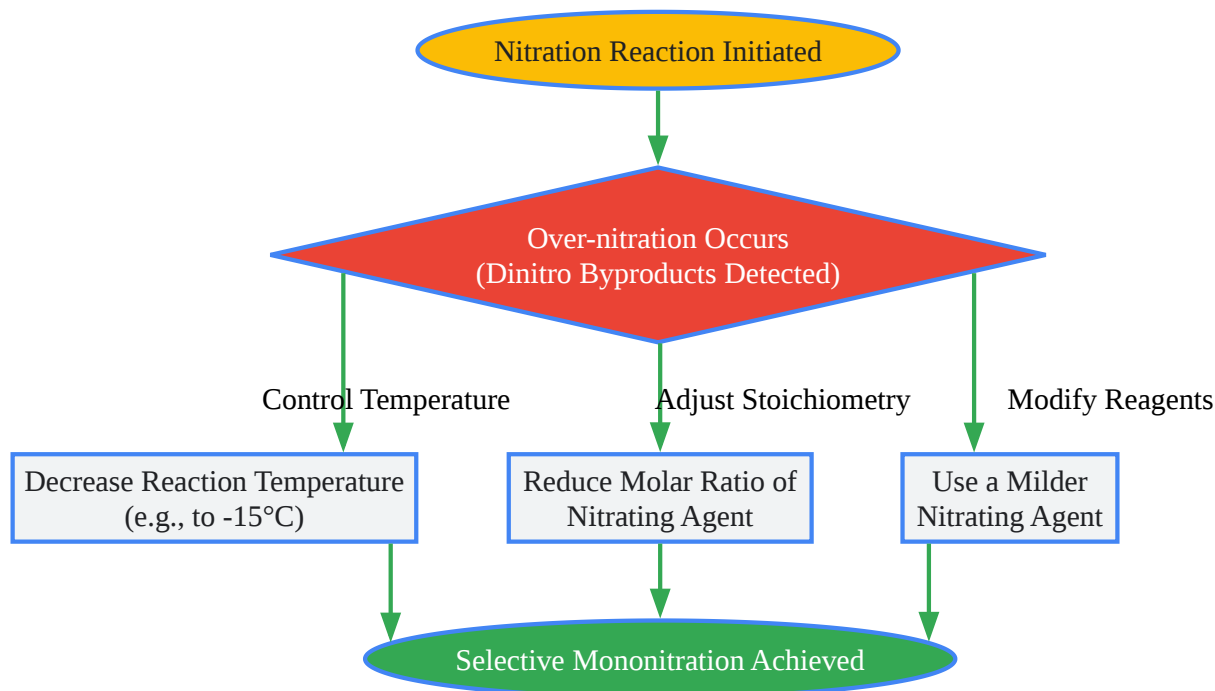 Nitration Reaction Initiated
Over-nitration Occurs
(Dinitro Byproducts Detected)
Control Temperature
Adjust Stoichiometry
Modify Reagents
Decrease Reaction Temperature
(e.g., to -15°C)
Reduce Molar Ratio of
Nitrating Agent
Use a Milder
Nitrating Agent
Selective Mononitration Achieved